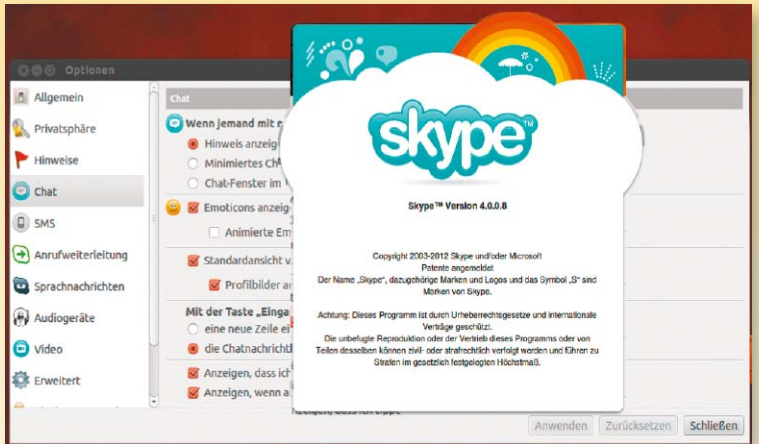 Optionen
Allgemein
Privatsphäre
Hinweise
Chat
SMS
Anrufweiterleitung
Sprachnachrichten
Audiogeräte
Video
Erweitert
Chat
Wenn jemand mit
Hinweis anzeig
Minimiertes Ch
Chat-Fenster im
Emoticons anzeig
Animierte Em
Standardansicht v
Profilbilder an
Mit der Taste „Einga
eine neue Zeile ei
die Chatnachricht
Anzeigen, dass ich
Anzeigen, wenn a
skype™
Skype™ Version 4.0.0.8
Copyright 2003-2012 Skype und/oder Microsoft
Patente angemeldet
Der Name „Skype“, dazugehörige Marken und Logos und das Symbol „S“ sind
Marken von Skype.
Achtung: Dieses Programm ist durch Urheberrechtsgesetze und internationale
Verträge geschützt.
Die unbefugte Reproduktion oder der Vertrieb dieses Programms oder von
Teilen desselben können zivil- oder strafrechtlich verfolgt werden und führen zu
Strafen im gesetzlich festgelegten Höchstmaß.
Anwenden
Zurücksetzen
Schließen